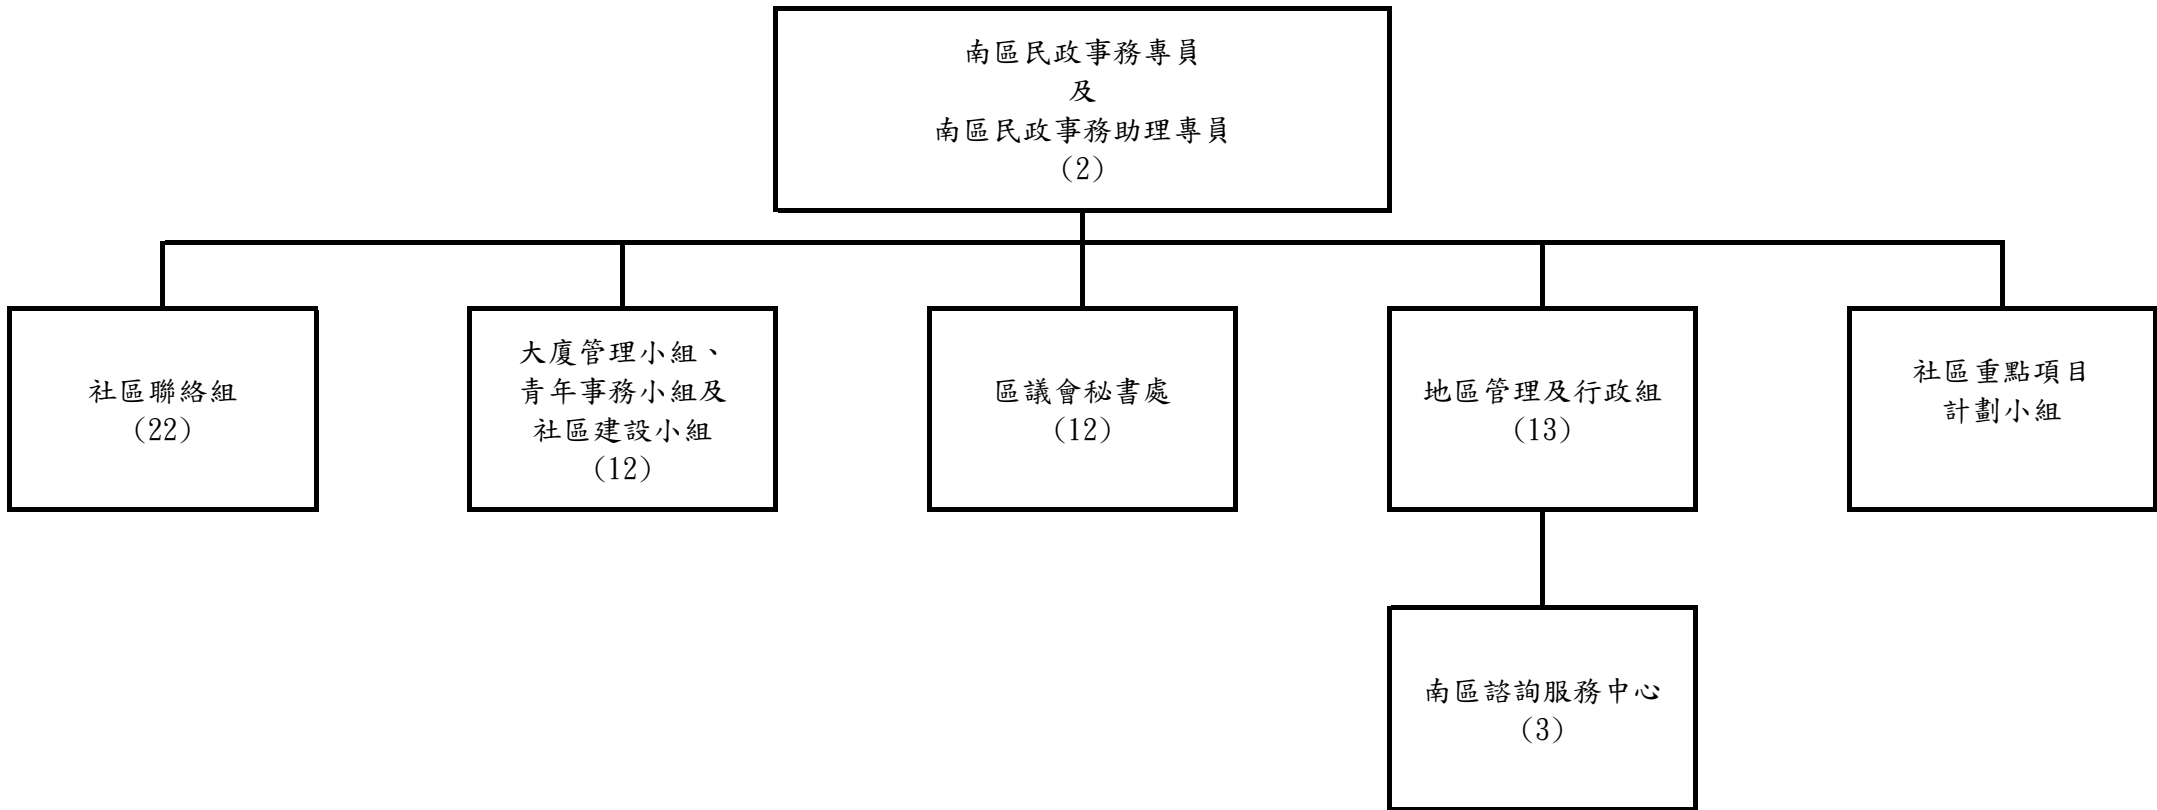 南區民政事務專員
及
南區民政事務助理專員
(2)
社區聯絡組
(22)
大廈管理小組、
青年事務小組及
社區建設小組
(12)
區議會秘書處
(12)
地區管理及行政組
(13)
社區重點項目
計劃小組
南區諮詢服務中心
(3)